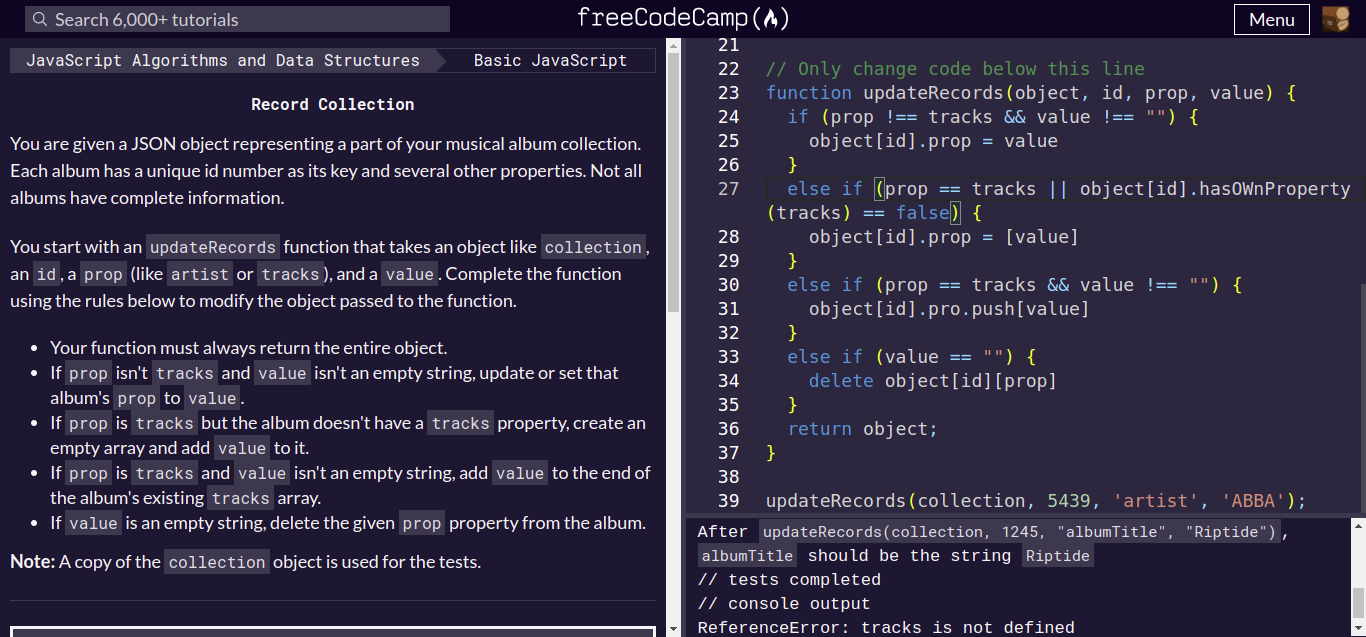 Search 6,000+ tutorials
freeCodeCamp(🔥)
Menu
JavaScript Algorithms and Data Structures
Basic JavaScript
Record Collection
You are given a JSON object representing a part of your musical album collection.
Each album has a unique id number as its key and several other properties. Not all
albums have complete information.
You start with an updateRecords function that takes an object like collection,
an id, a prop (like artist or tracks), and a value. Complete the function
using the rules below to modify the object passed to the function.
• Your function must always return the entire object.
• If prop isn't tracks and value isn't an empty string, update or set that
album's prop to value.
• If prop is tracks but the album doesn't have a tracks property, create an
empty array and add value to it.
• If prop is tracks and value isn't an empty string, add value to the end of
the album's existing tracks array.
• If value is an empty string, delete the given prop property from the album.
Note: A copy of the collection object is used for the tests.
21
22 // Only change code below this line
23 function updateRecords(object, id, prop, value) {
24 if (prop !== tracks && value !== "") {
25 object[id].prop = value
26 }
27 else if (prop == tracks || object[id].hasOWnProperty
(tracks) == false) {
28 object[id].prop = [value]
29 }
30 else if (prop == tracks && value !== "") {
31 object[id].pro.push[value]
32 }
33 else if (value == "") {
34 delete object[id][prop]
35 }
36 return object;
37 }
38
39 updateRecords(collection, 5439, 'artist', 'ABBA');
After updateRecords(collection, 1245, "albumTitle", "Riptide"),
albumTitle should be the string Riptide
// tests completed
// console output
ReferenceError: tracks is not defined